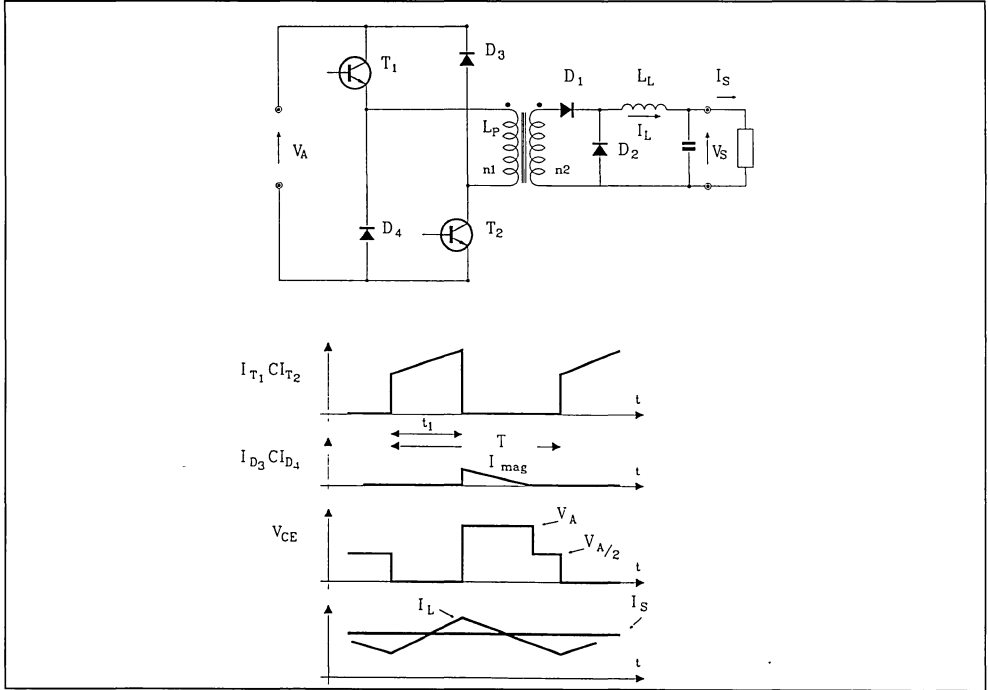 T1
D3
D1
LL
IS
VA
LP
IL
D2
VS
n1
n2
D4
T2
IT1 CIT2
t
t1
T
ID3 CID4
I mag
t
VCE
VA
VA/2
t
IL
IS
t